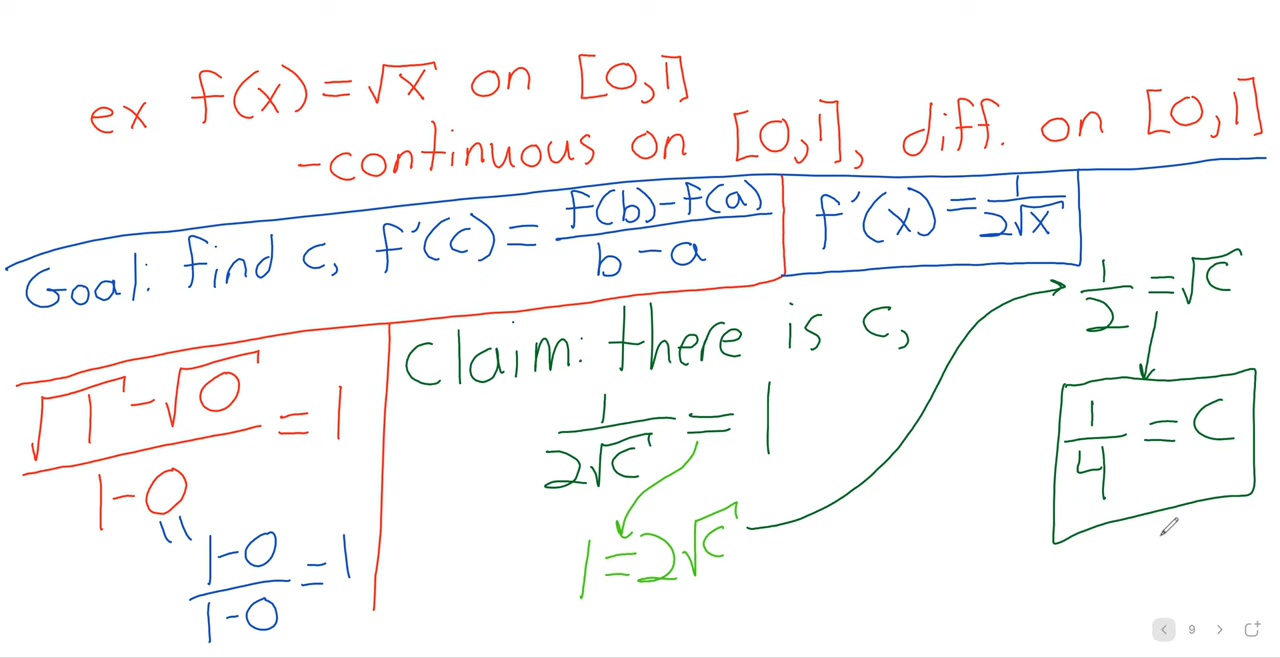 ex f(x) = √x on [0,1]
-continuous on [0,1], diff. on [0,1]
Goal: find c, f'(c) = (f(b)-f(a))/(b-a)
f'(x) = 1/(2√x)
(√1 - √0)/(1-0) = 1
"
(1-0)/(1-0) = 1
Claim: there is c,
1/(2√c) = 1
1 = 2√c
1/2 = √c
1/4 = c
9